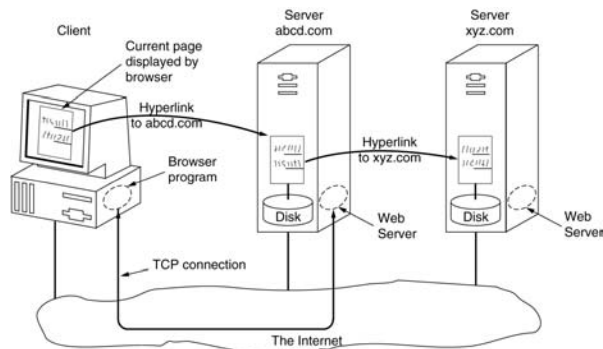 Client
Server
abcd.com
Server
xyz.com
Current page
displayed by
browser
Hyperlink
to abcd.com
Hyperlink
to xyz.com
Browser
program
Disk
Web
Server
Disk
Web
Server
TCP connection
The Internet